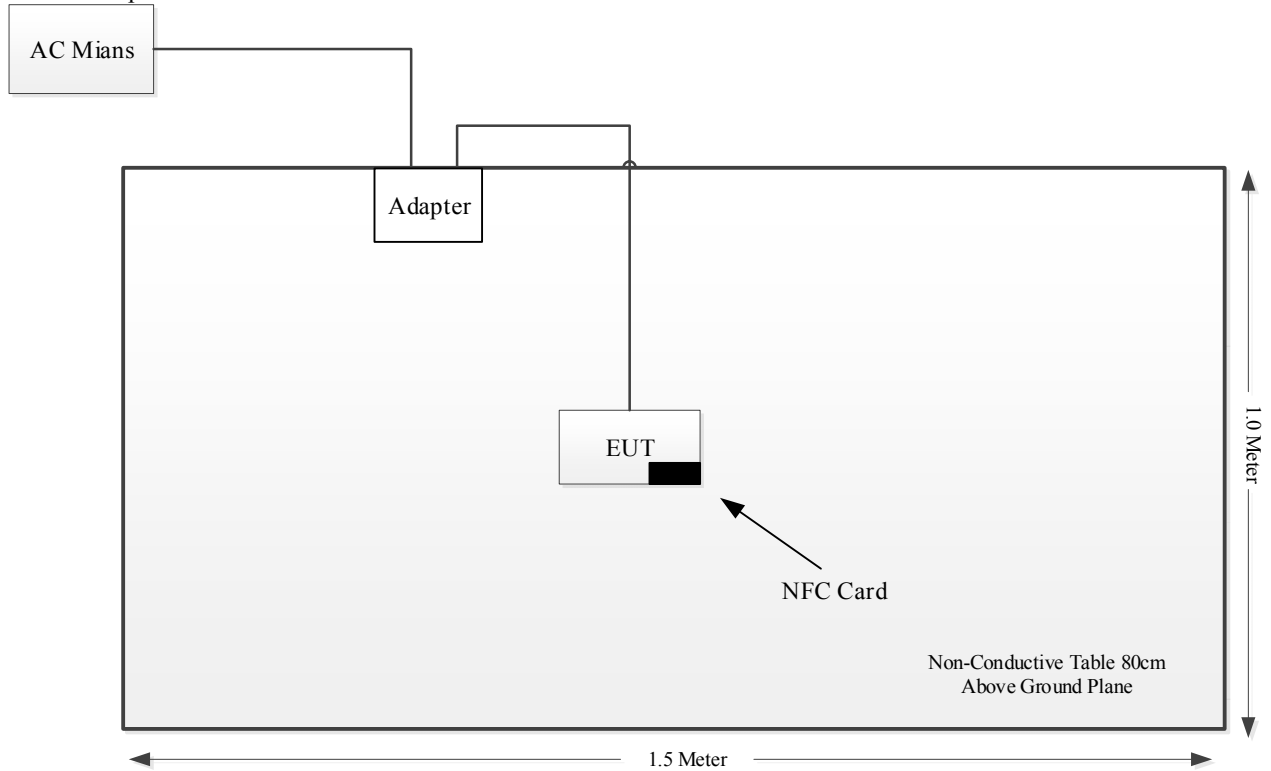 AC Mians
Adapter
EUT
NFC Card
1.0 Meter
Non-Conductive Table 80cm
Above Ground Plane
1.5 Meter